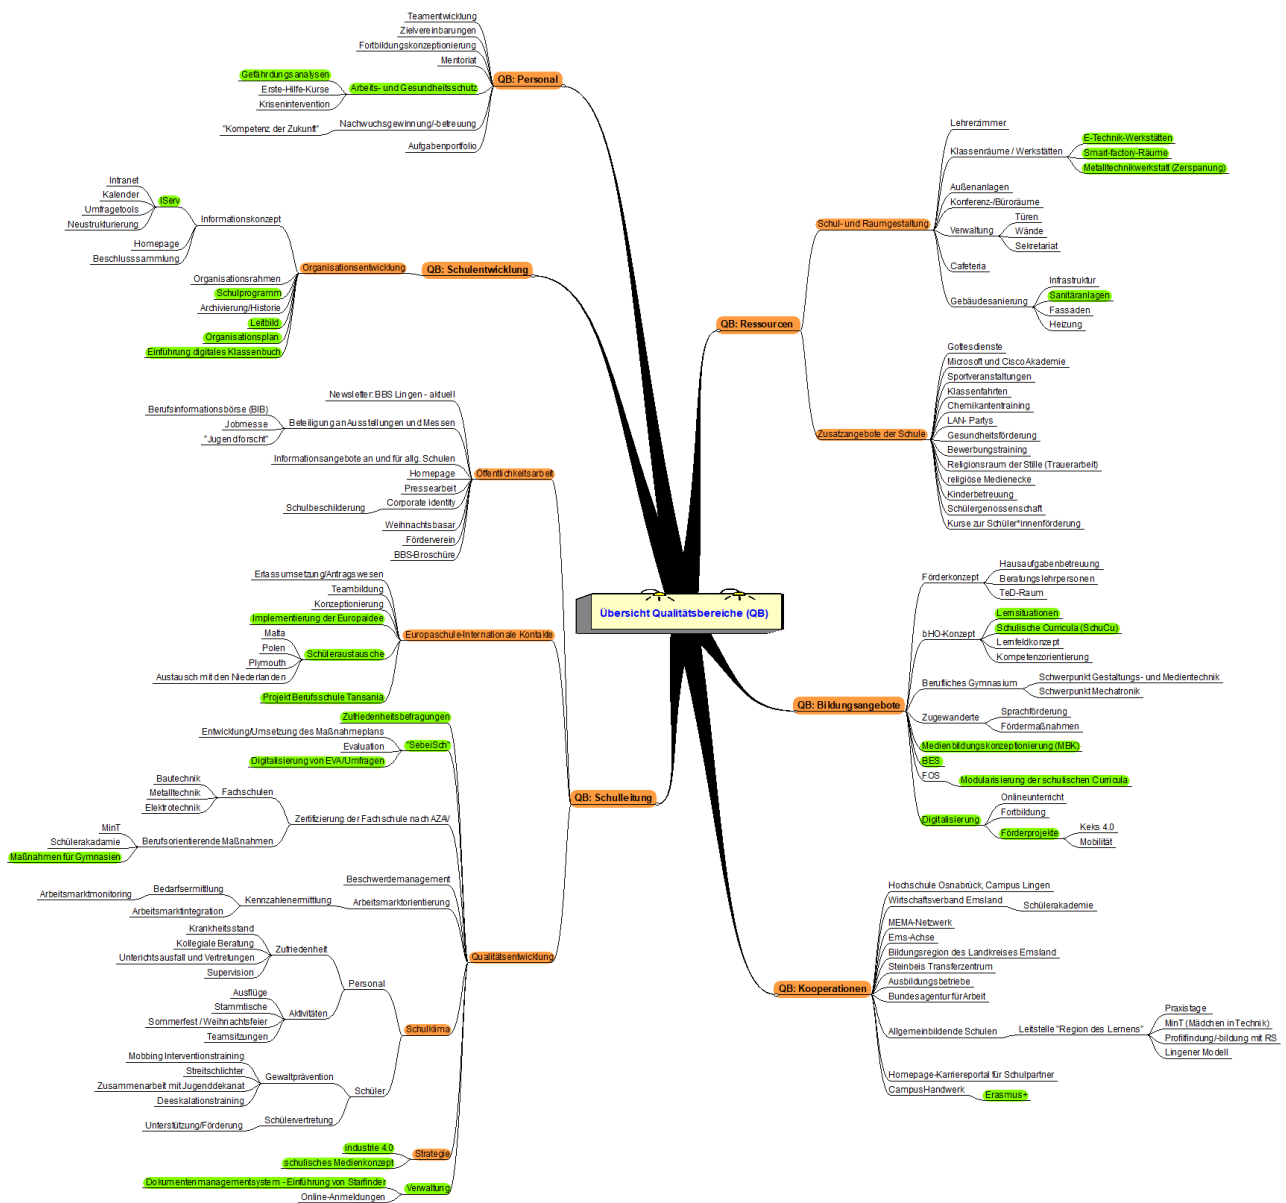 Übersicht Qualitätsbereiche (QB)
QB: Personal
Teamentwicklung
Zielvereinbarungen
Fortbildungskonzeptionierung
Mentoriat
Arbeits- und Gesundheitsschutz
Gefährdungsanalysen
Erste-Hilfe-Kurse
Krisenintervention
Nachwuchsgewinnung/-betreuung
"Kompetenz der Zukunft"
Aufgabenportfolio
QB: Schulentwicklung
Organisationsentwicklung
Informationskonzept
IServ
Intranet
Kalender
Umfragetools
Neustrukturierung
Homepage
Beschlusssammlung
Organisationsrahmen
Schulprogramm
Archivierung/Historie
Leitbild
Organisationsplan
Einführung digitales Klassenbuch
QB: Schulleitung
Öffentlichkeitsarbeit
Newsletter: BBS Lingen - aktuell
Beteiligung an Ausstellungen und Messen
Berufsinformationsbörse (BIB)
Jobmesse
"Jugend forscht"
Informationsangebote an und für allg. Schulen
Homepage
Pressearbeit
Corporate identity
Schulbeschilderung
Weihnachtsbasar
Förderverein
BBS-Broschüre
Europaschule-Internationale Kontakte
Erlassumsetzung/Antragswesen
Teambildung
Konzeptionierung
Implementierung der Europaidee
Schüleraustausche
Malta
Polen
Plymouth
Austausch mit den Niederlanden
Projekt Berufsschule Tansania
Qualitätsentwicklung
Zufriedenheitsbefragungen
"SebeiSch"
Entwicklung/Umsetzung des Maßnahmeplans
Evaluation
Digitalisierung von EVA/Umfragen
Zertifizierung der Fachschule nach AZAV
Fachschulen
Bautechnik
Metalltechnik
Elektrotechnik
Berufsorientierende Maßnahmen
MinT
Schülerakadamie
Maßnahmen für Gymnasien
Beschwerdemanagement
Arbeitsmarktorientierung
Kennzahlenermittlung
Bedarfsermittlung
Arbeitsmarktmonitoring
Arbeitsmarktintegration
Schulklima
Personal
Zufriedenheit
Krankheitsstand
Kollegiale Beratung
Unterichtsausfall und Vertretungen
Supervision
Aktivitäten
Ausflüge
Stammtische
Sommerfest / Weihnachtsfeier
Teamsitzungen
Schüler
Gewaltprävention
Mobbing Interventionstraining
Streitschlichter
Zusammenarbeit mit Jugenddekanat
Deeskalationstraining
Schülervertretung
Unterstützung/Förderung
Strategie
industrie 4.0
schulisches Medienkonzept
Verwaltung
Dokumentenmanagementsystem - Einführung von Starfinder
Online-Anmeldungen
QB: Ressourcen
Schul- und Raumgestaltung
Lehrerzimmer
Klassenräume / Werkstätten
E-Technik-Werkstätten
Smart-factory-Räume
Metalltechnikwerkstatt (Zerspanung)
Außenanlagen
Konferenz-/Büroräume
Verwaltung
Türen
Wände
Sekretariat
Cafeteria
Gebäudesanierung
Infrastruktur
Sanitäranlagen
Fassaden
Heizung
Zusatzangebote der Schule
Gottesdienste
Microsoft und Cisco Akademie
Sportveranstaltungen
Klassenfahrten
Chemikantentraining
LAN- Partys
Gesundheitsförderung
Bewerbungstraining
Religionsraum der Stille (Trauerarbeit)
religiöse Medienecke
Kinderbetreuung
Schülergenossenschaft
Kurse zur Schüler*innenförderung
QB: Bildungsangebote
Förderkonzept
Hausaufgabenbetreuung
Beratungslehrpersonen
TeD-Raum
bHO-Konzept
Lernsituationen
Schulische Curricula (SchuCu)
Lernfeldkonzept
Kompetenzorientierung
Berufliches Gymnasium
Schwerpunkt Gestaltungs- und Medientechnik
Schwerpunkt Mechatronik
Zugewanderte
Sprachförderung
Fördermaßnahmen
Medienbildungskonzeptionierung (MBK)
BES
FOS
Modularisierung der schulischen Curricula
Digitalisierung
Onlineunterricht
Fortbildung
Förderprojekte
Keks 4.0
Mobilität
QB: Kooperationen
Hochschule Osnabrück, Campus Lingen
Wirtschaftsverband Emsland
Schülerakademie
MEMA-Netzwerk
Ems-Achse
Bildungsregion des Landkreises Emsland
Steinbeis Transferzentrum
Ausbildungsbetriebe
Bundesagentur für Arbeit
Allgemeinbildende Schulen
Leitstelle "Region des Lernens"
Praxistage
MinT (Mädchen in Technik)
Profilfindung/-bildung mit RS
Lingener Modell
Homepage-Karriereportal für Schulpartner
Campus Handwerk
Erasmus+